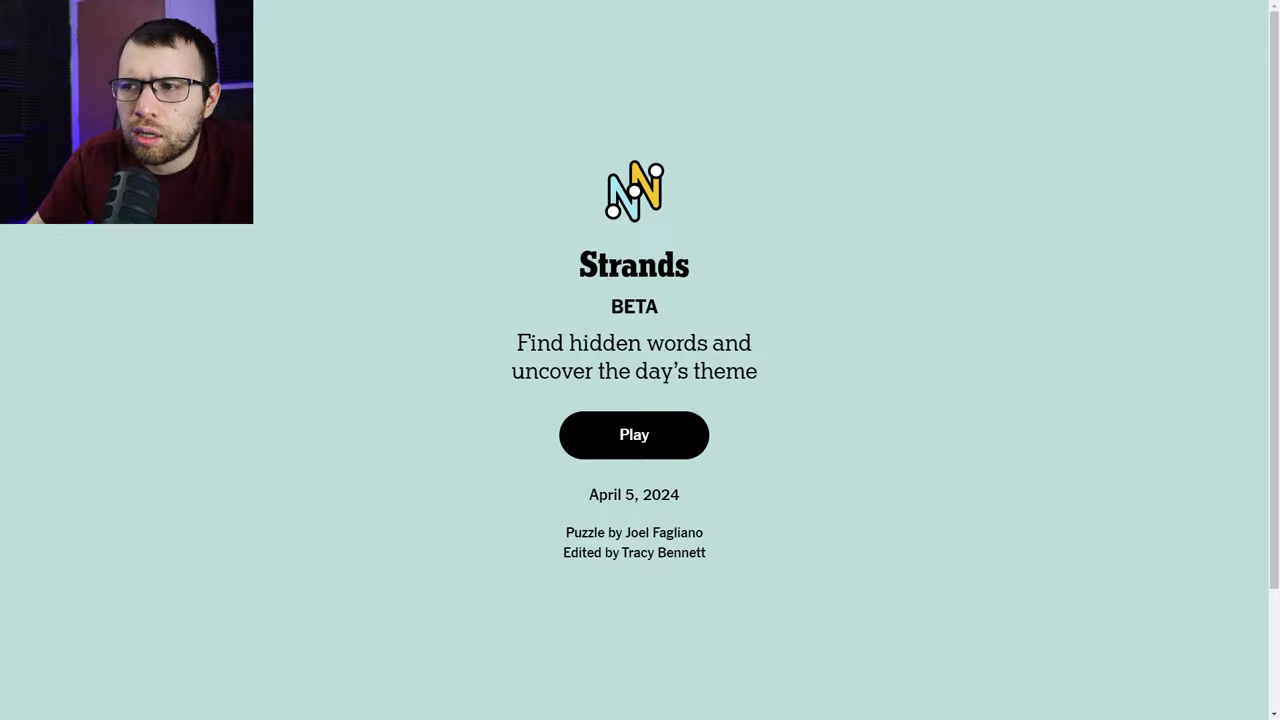 Strands
BETA
Find hidden words and
uncover the day's theme
Play
April 5, 2024
Puzzle by Joel Fagliano
Edited by Tracy Bennett